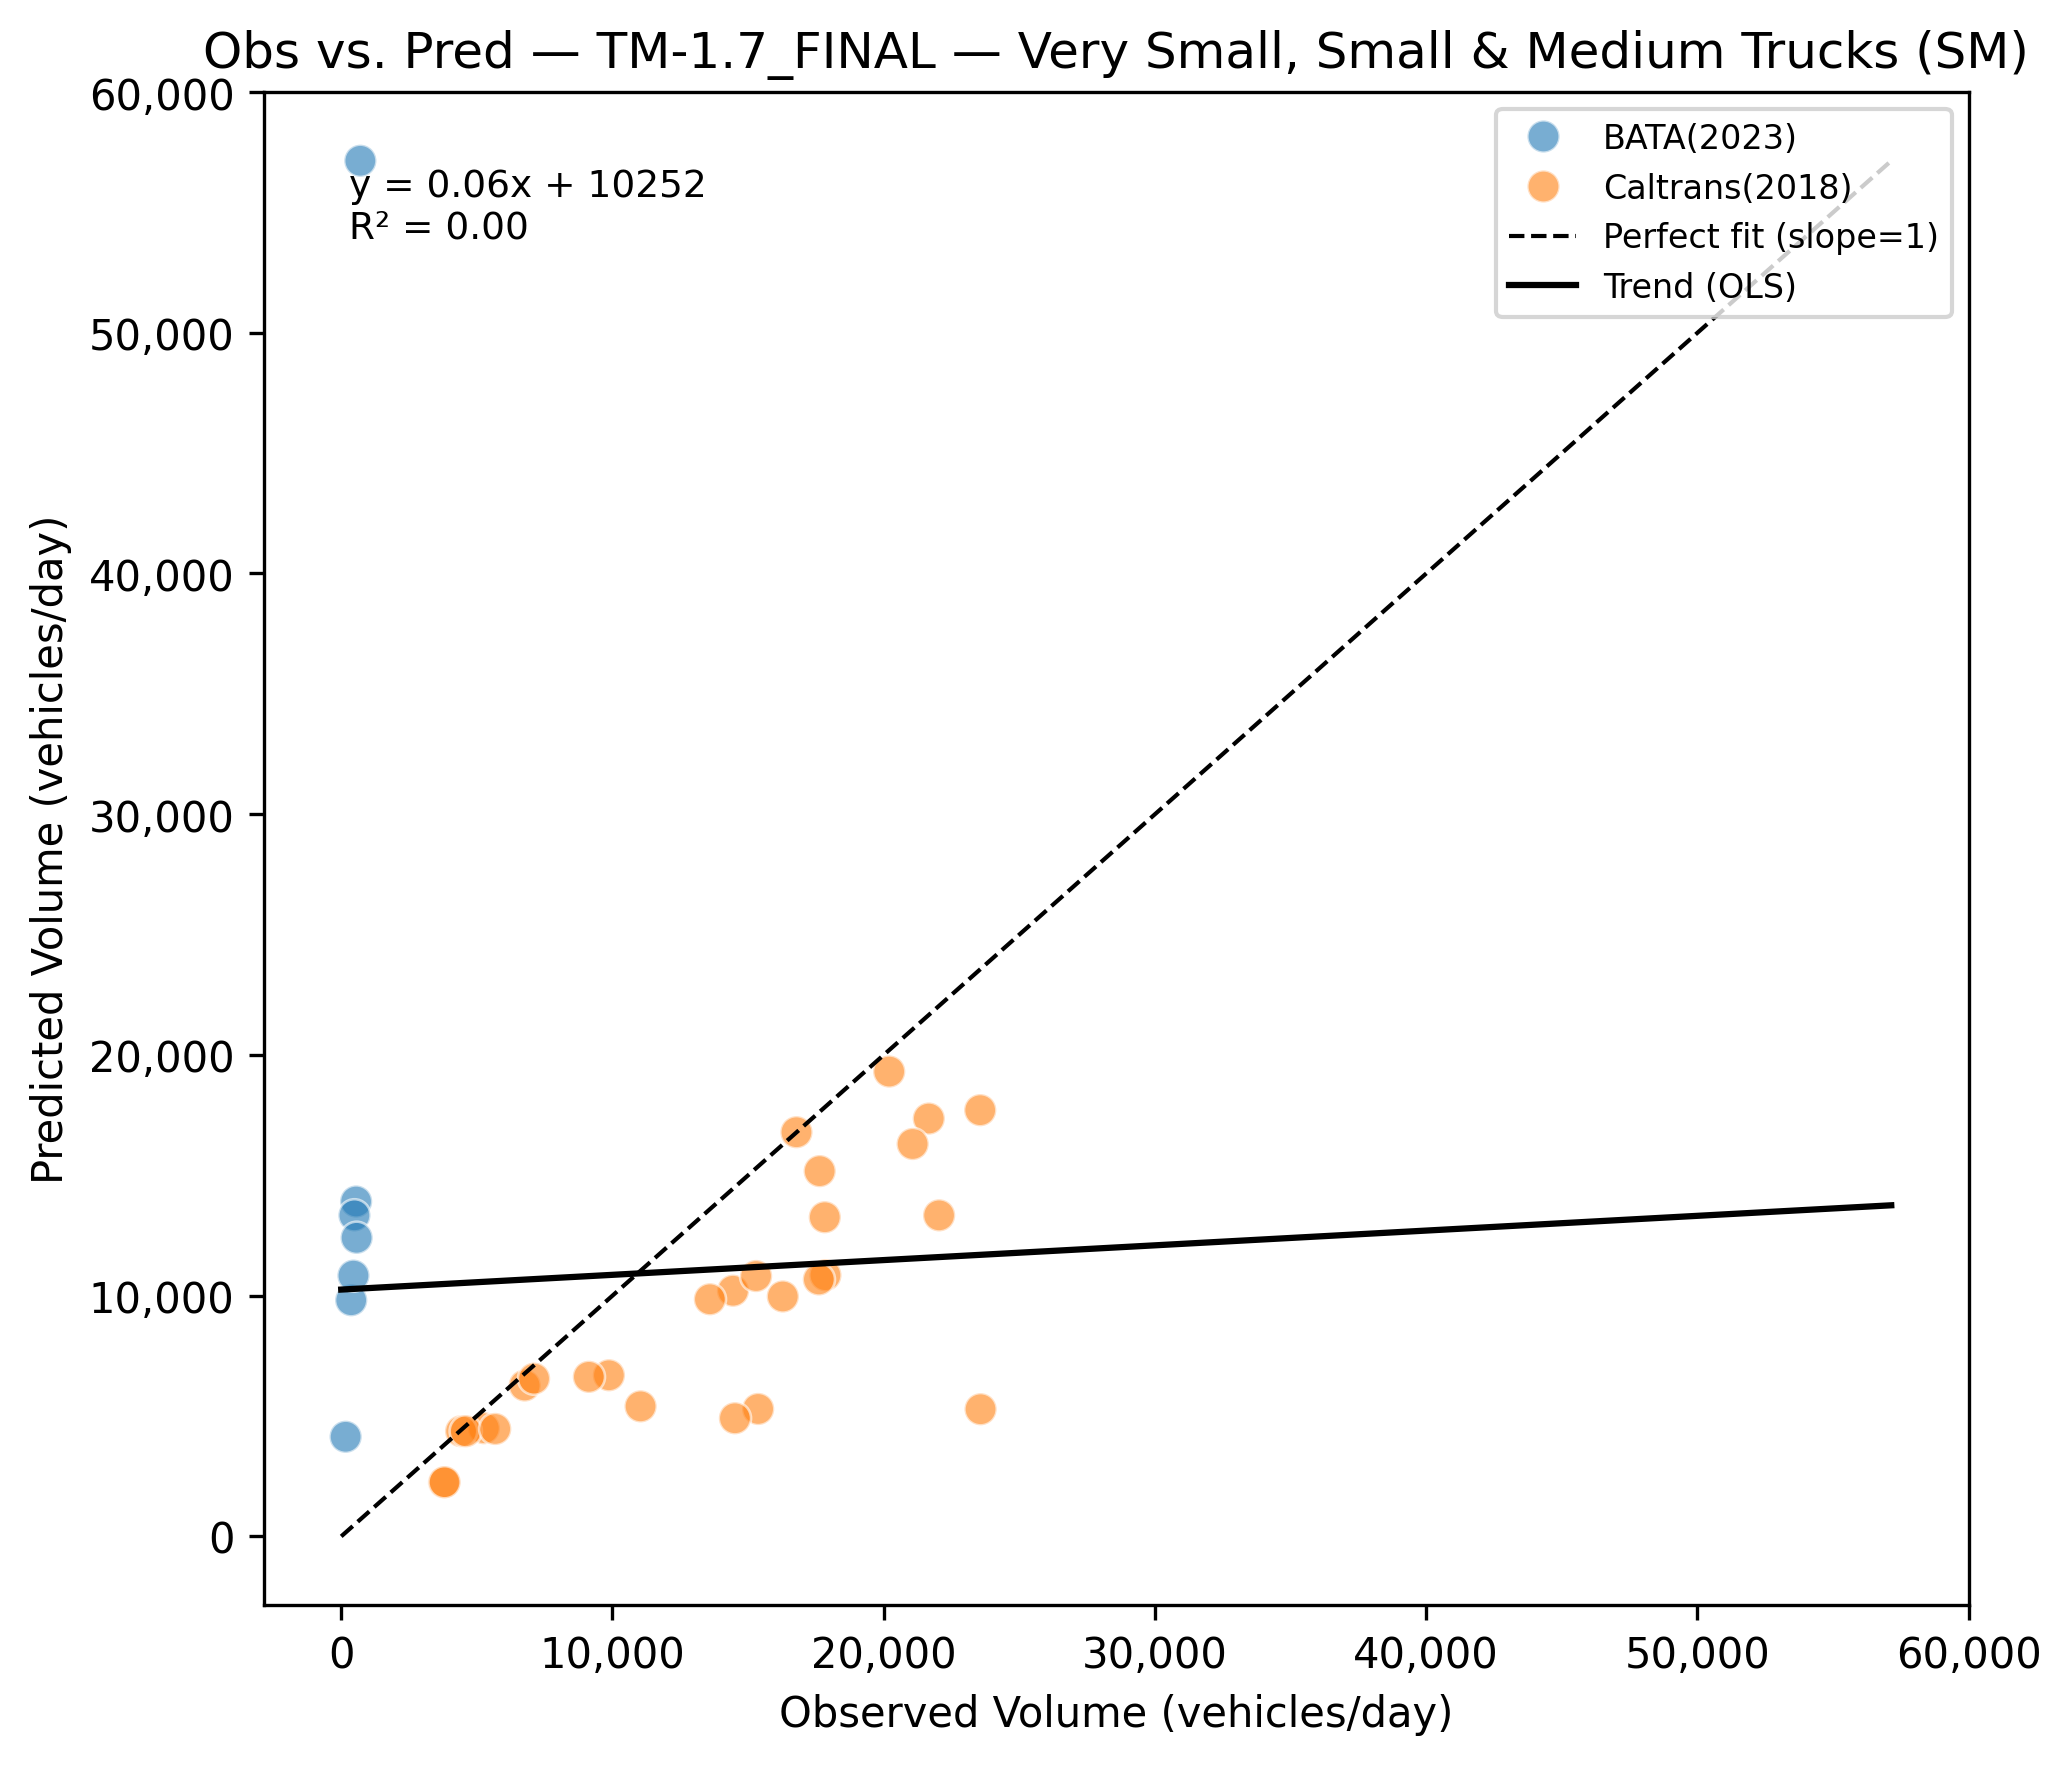 Obs vs. Pred — TM-1.7_FINAL — Very Small, Small & Medium Trucks (SM)
60,000
50,000
40,000
30,000
20,000
10,000
0
Predicted Volume (vehicles/day)
y = 0.06x + 10252
R² = 0.00
BATA(2023)
Caltrans(2018)
Perfect fit (slope=1)
Trend (OLS)
0
10,000
20,000
30,000
40,000
50,000
60,000
Observed Volume (vehicles/day)